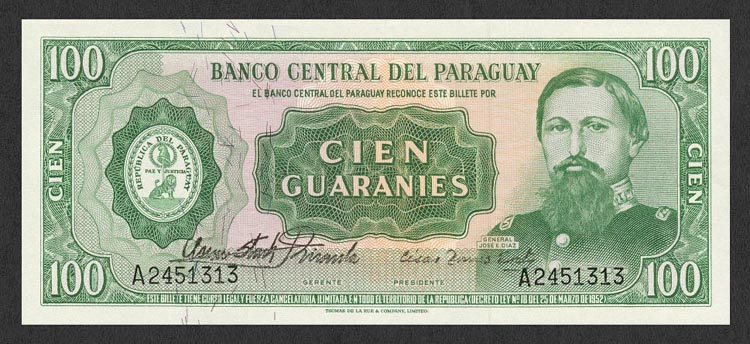 100
100
BANCO CENTRAL DEL PARAGUAY
EL BANCO CENTRAL DEL PARAGUAY RECONOCE ESTE BILLETE POR
CIEN
CIEN
REPUBLICA DEL PARAGUAY
PAZ Y JUSTICIA
CIEN
GUARANIES
GENERAL
JOSE E. DIAZ
A2451313
A2451313
GERENTE
PRESIDENTE
100
100
ESTE BILLETE TIENE CURSO LEGAL Y FUERZA CANCELATORIA, ILIMITADA EN TODO EL TERRITORIO DE LA REPUBLICA (DECRETO LEY Nº 18 DEL 25 DE MARZO DE 1952)
THOMAS DE LA RUE & COMPANY, LIMITED.